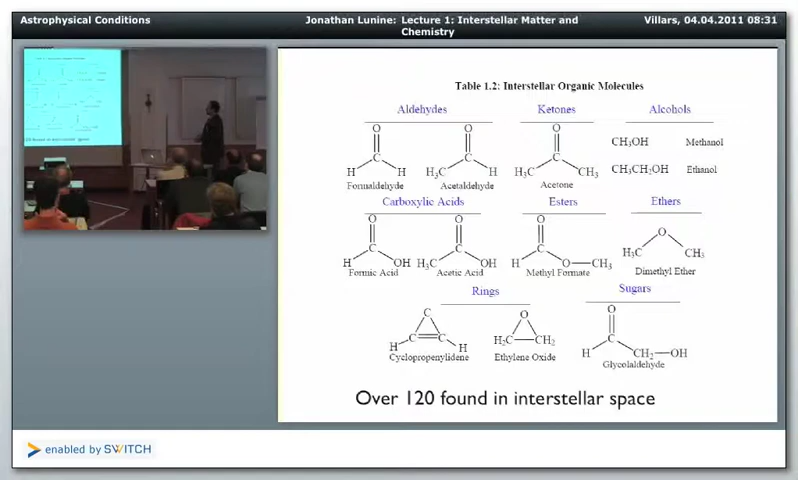 Astrophysical Conditions
Jonathan Lunine: Lecture 1: Interstellar Matter and
Chemistry
Villars, 04.04.2011 08:31
Table 1.2: Interstellar Organic Molecules
Aldehydes Ketones Alcohols
O O O
CH3OH Methanol
C C C
H H H3C H H3C CH3
CH3CH2OH Ethanol
Formaldehyde Acetaldehyde Acetone
Carboxylic Acids Esters Ethers
O O O
O
C C C
H3C CH3
H OH H3C OH H O CH3
Formic Acid Acetic Acid Methyl Formate Dimethyl Ether
Rings Sugars
C O O
C C H2C CH2 C
H H H CH2 OH
Cyclopropenylidene Ethylene Oxide Glycolaldehyde
Over 120 found in interstellar space
enabled by SWITCH